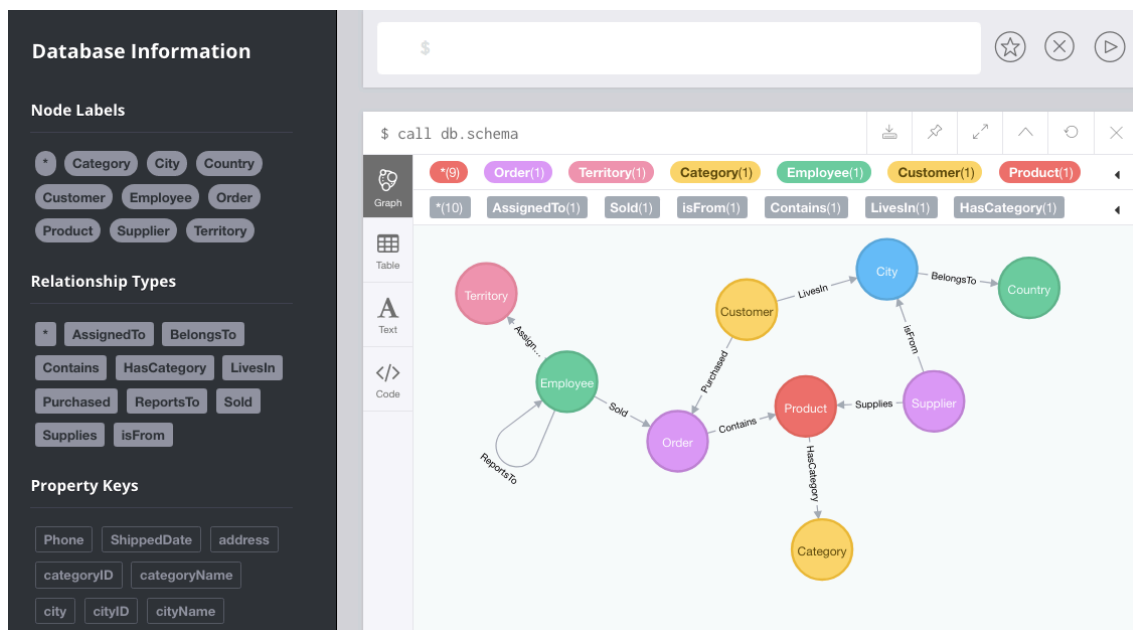 Database Information
Node Labels
* Category City Country
Customer Employee Order
Product Supplier Territory
Relationship Types
* AssignedTo BelongsTo
Contains HasCategory LivesIn
Purchased ReportsTo Sold
Supplies isFrom
Property Keys
Phone ShippedDate address
categoryID categoryName
city cityID cityName
$
$ call db.schema
Graph
Table
A
Text
</>
Code
*(9) Order(1) Territory(1) Category(1) Employee(1) Customer(1) Product(1)
*(10) AssignedTo(1) Sold(1) isFrom(1) Contains(1) LivesIn(1) HasCategory(1)
Territory
Assign...
Employee
ReportsTo
Sold
Order
Customer
Purchased
LivesIn
City
BelongsTo
Country
isFrom
Contains
Product
Supplies
Supplier
HasCategory
Category